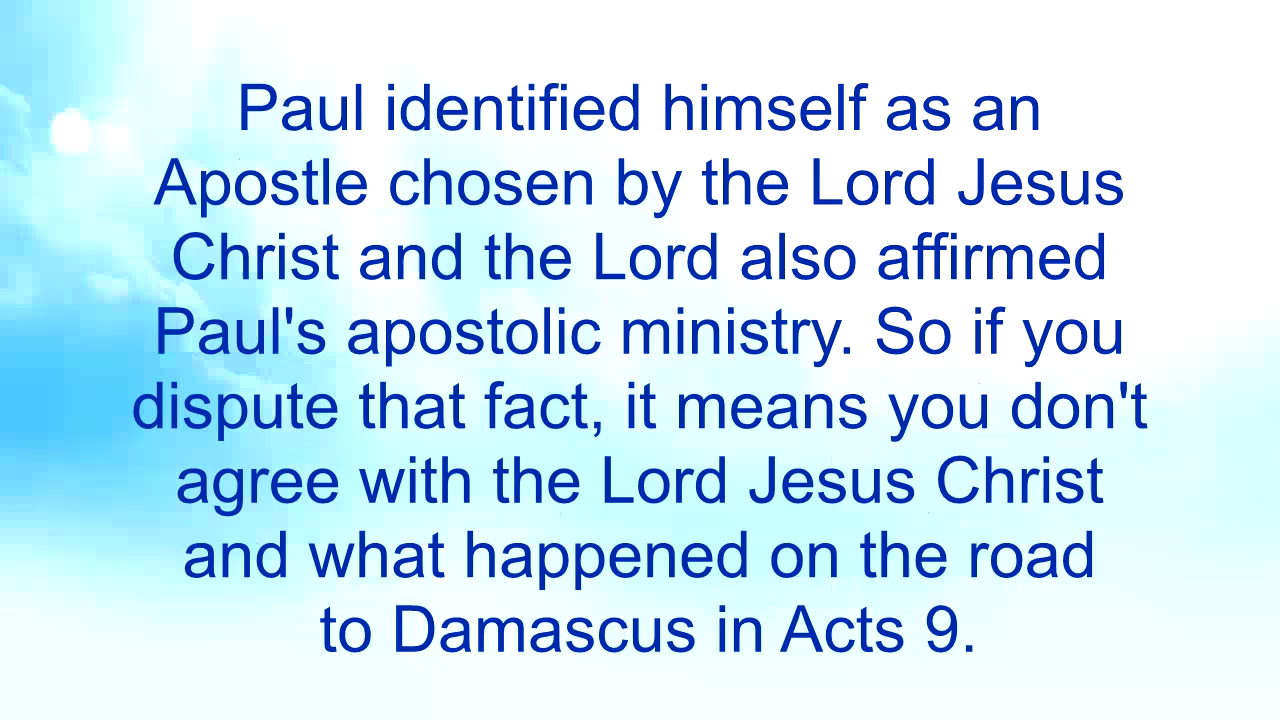 Paul identified himself as an
Apostle chosen by the Lord Jesus
Christ and the Lord also affirmed
Paul's apostolic ministry. So if you
dispute that fact, it means you don't
agree with the Lord Jesus Christ
and what happened on the road
to Damascus in Acts 9.